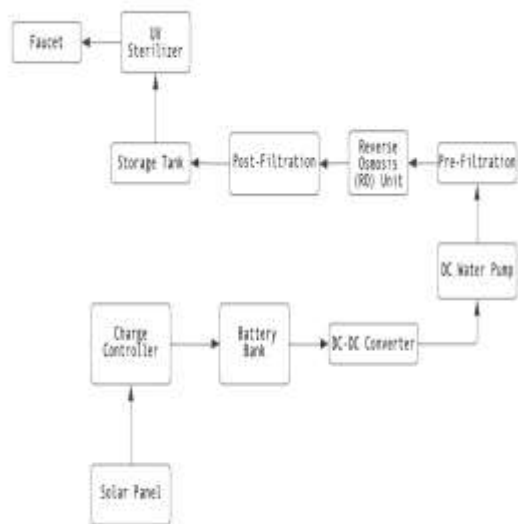 UV
Sterilizer
Faucet
Storage Tank
Post-Filtration
Reverse
Osmosis
(RO) Unit
Pre-Filtration
DC Water Pump
Charge
Controller
Battery
Bank
DC-DC Converter
Solar Panel